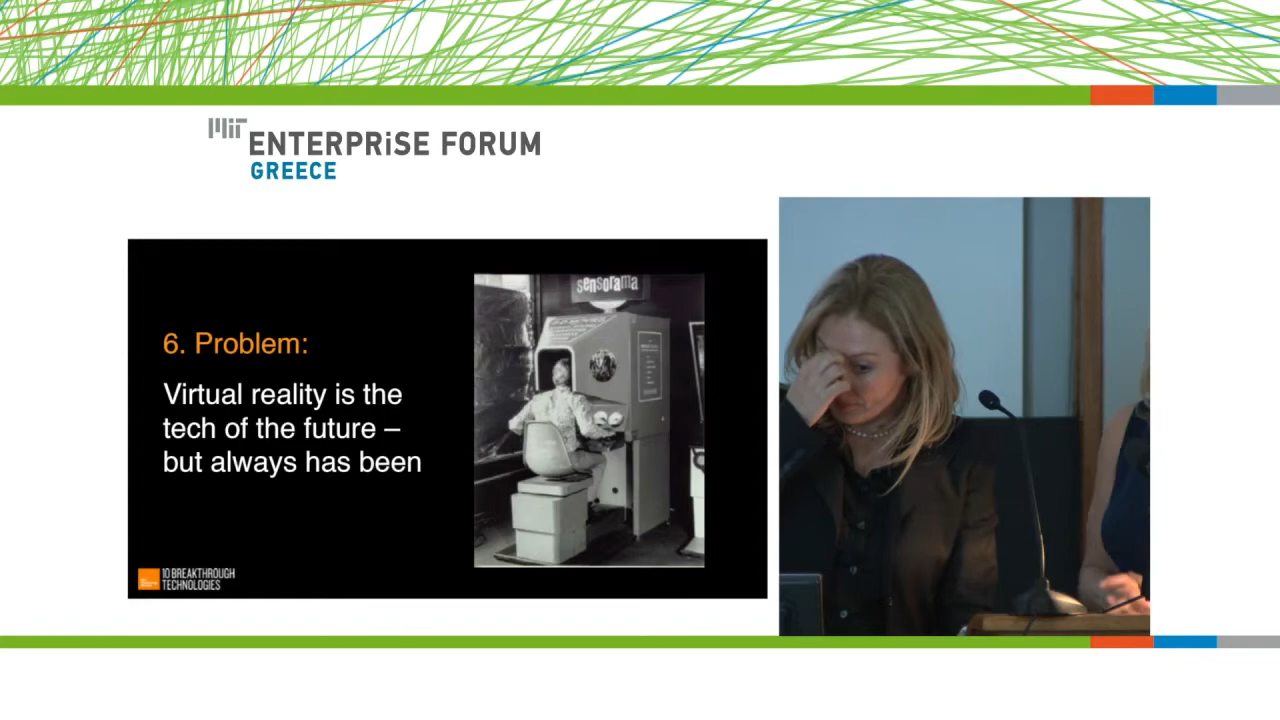 MIT
ENTERPRiSE FORUM
GREECE
sensorama
6. Problem:
Virtual reality is the
tech of the future –
but always has been
10 BREAKTHROUGH
TECHNOLOGIES